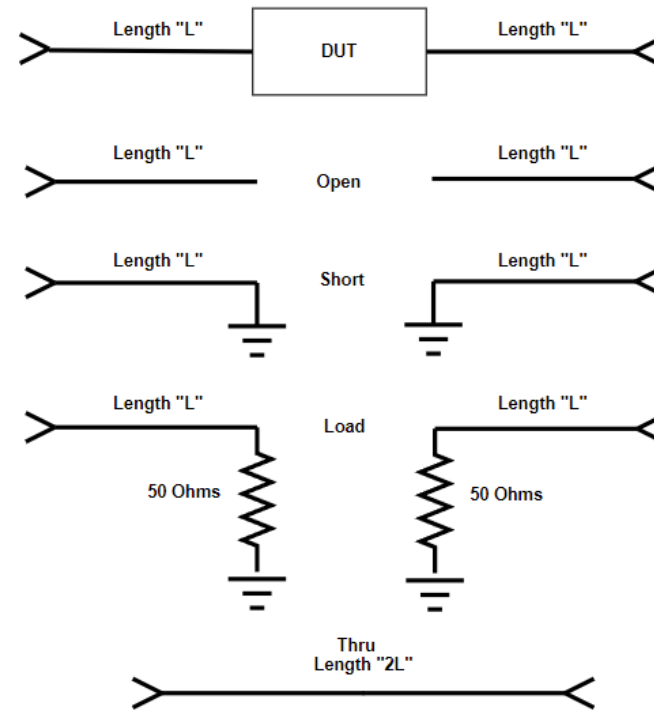 Length "L"
DUT
Length "L"
Length "L"
Open
Length "L"
Length "L"
Short
Length "L"
Length "L"
Load
Length "L"
50 Ohms
50 Ohms
Thru
Length "2L"